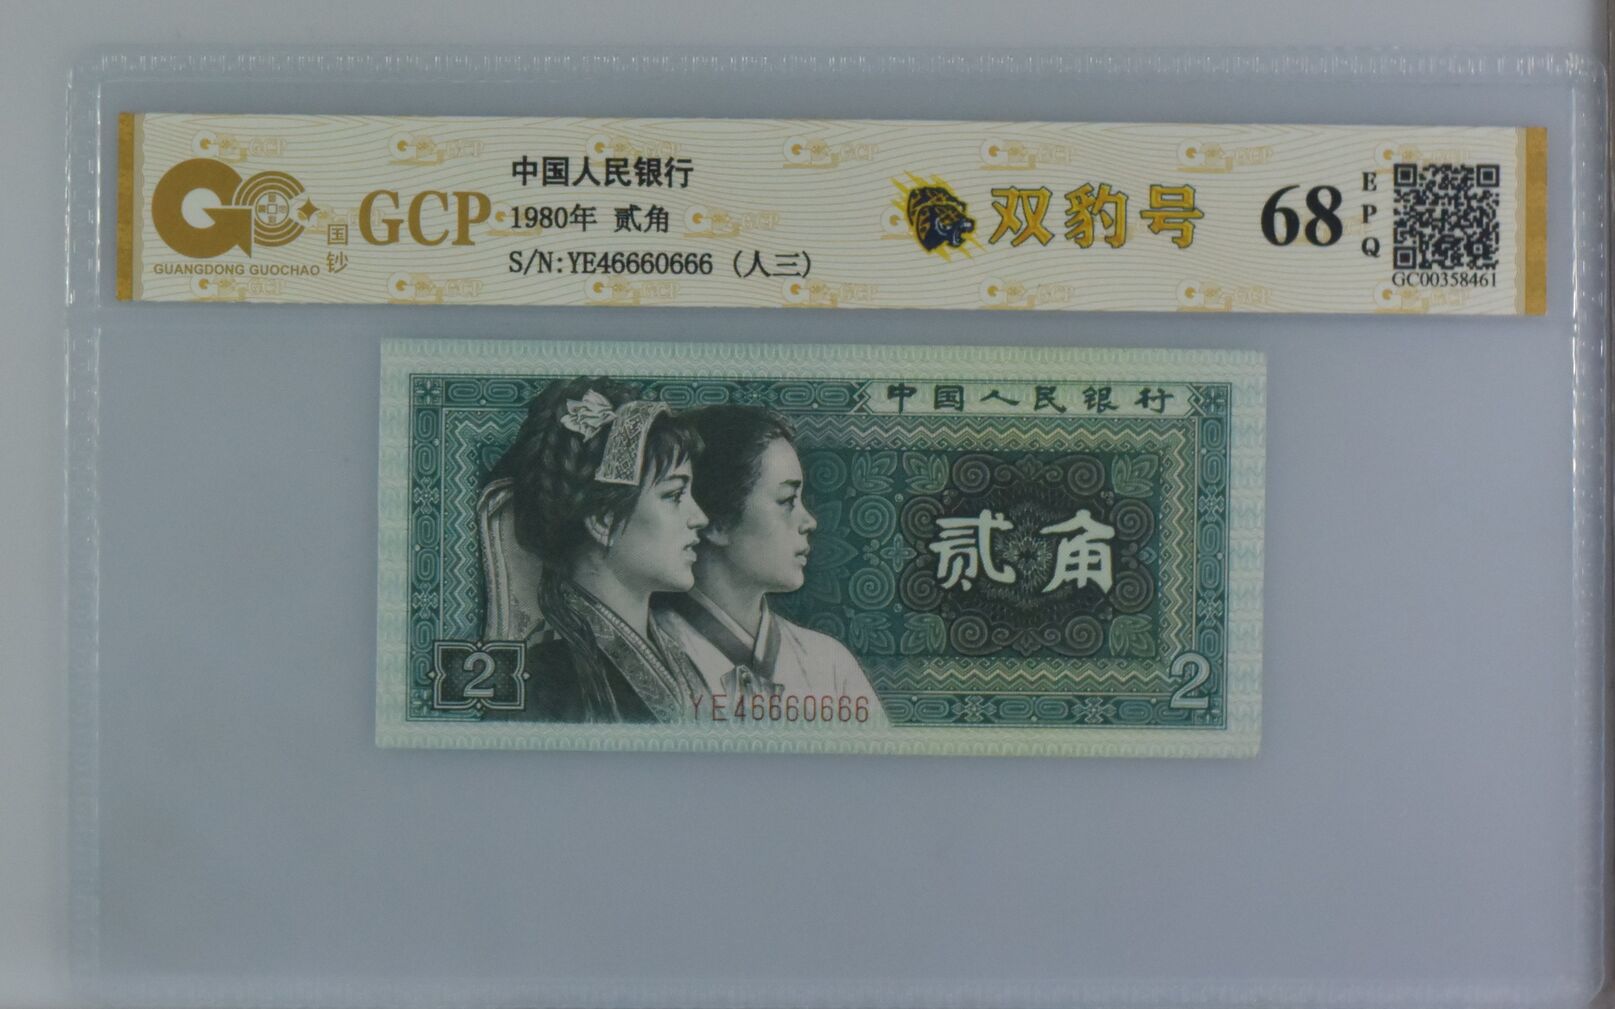 GUANGDONG GUOCHAO
国钞
GCP
中国人民银行
1980年 贰角
S/N:YE46660666 (人三)
双豹号
68
EPQ
GC00358461
中国人民银行
贰角
2
2
YE46660666